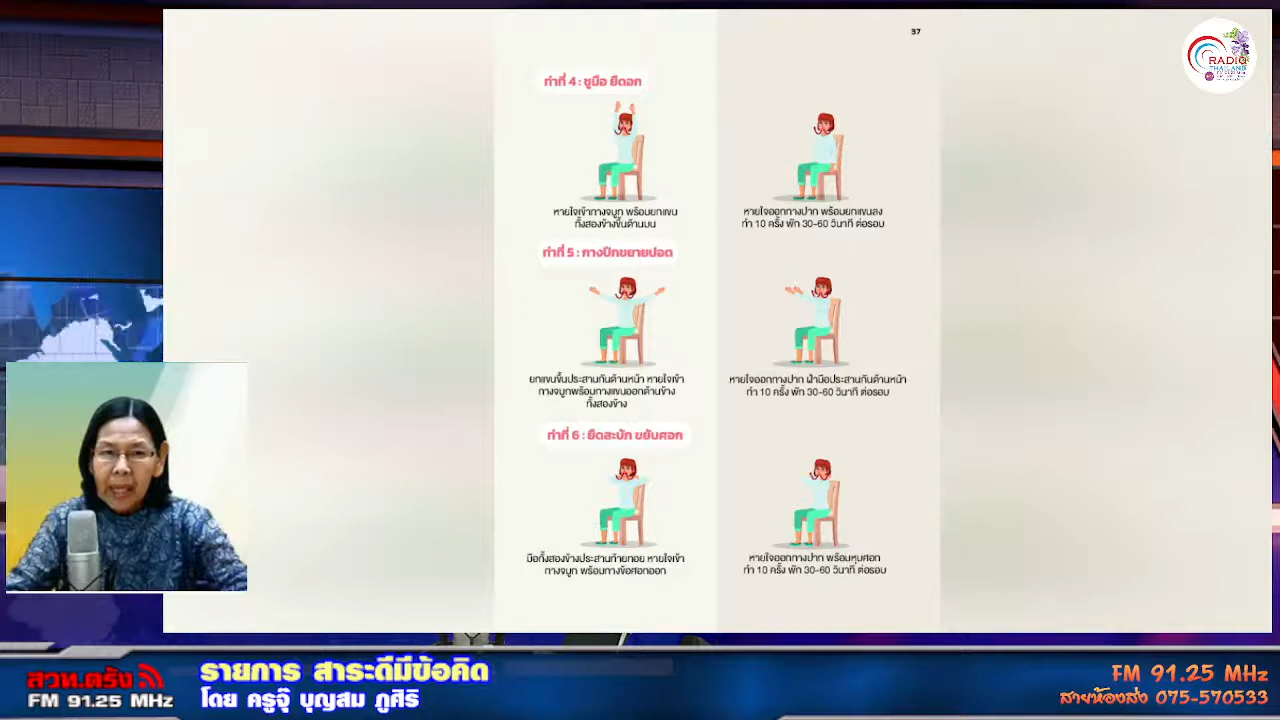 37
RADIO
THAILAND
ท่าที่ 4 : ชูมือ ยืดอก
หายใจเข้าทางจมูก พร้อมยกแขน
ทั้งสองข้างขึ้นด้านบน
หายใจออกทางปาก พร้อมยกแขนลง
ทำ 10 ครั้ง พัก 30-60 วินาที ต่อรอบ
ท่าที่ 5 : กางปีกขยายปอด
ยกแขนขึ้นประสานกันด้านหน้า หายใจเข้า
ทางจมูกพร้อมกางแขนออกด้านข้าง
ทั้งสองข้าง
หายใจออกทางปาก ฝ่ามือประสานกันด้านหน้า
ทำ 10 ครั้ง พัก 30-60 วินาที ต่อรอบ
ท่าที่ 6 : ยืดสะบัก ขยับศอก
มือทั้งสองข้างประสานท้ายทอย หายใจเข้า
ทางจมูก พร้อมกางข้อศอกออก
หายใจออกทางปาก พร้อมหุบศอก
ทำ 10 ครั้ง พัก 30-60 วินาที ต่อรอบ
สวท.ตรัง
FM 91.25 MHz
รายการ สาระดีมีข้อคิด
โดย ครูจุ๊ บุญสม ภูศิริ
FM 91.25 MHz
สายห้องส่ง 075-570533